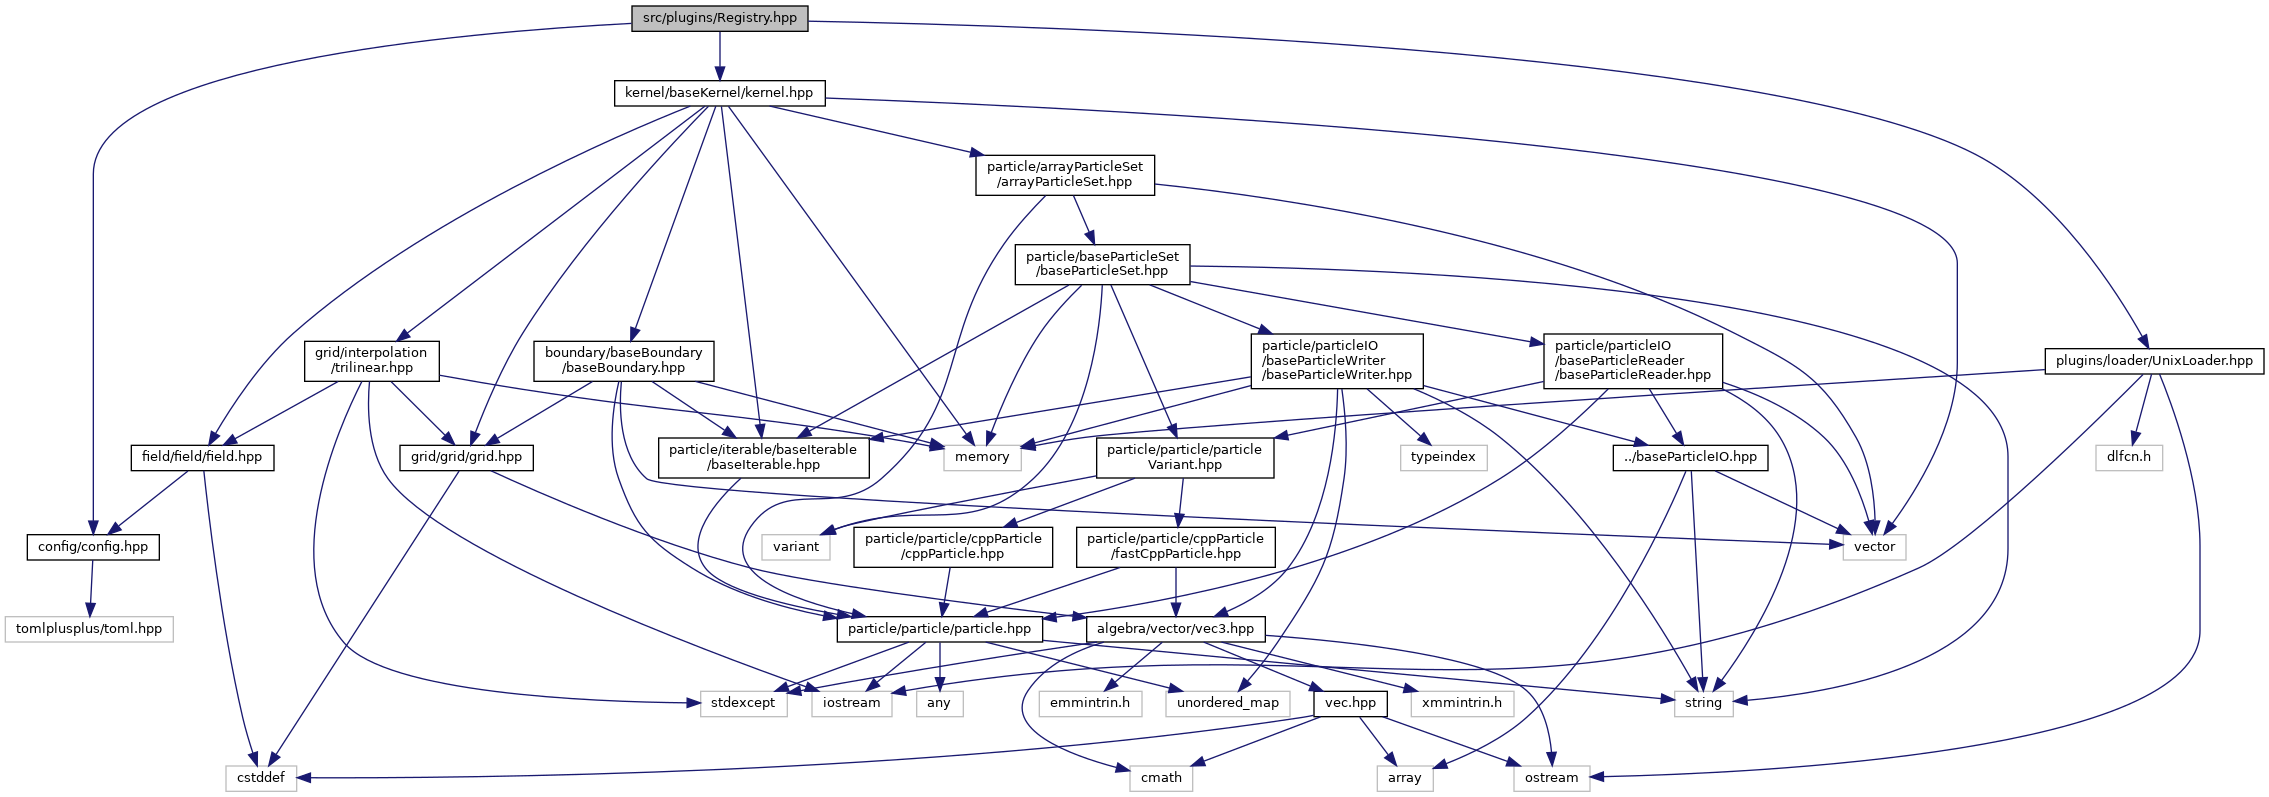 src/plugins/Registry.hpp
kernel/baseKernel/kernel.hpp
particle/arrayParticleSet
/arrayParticleSet.hpp
particle/baseParticleSet
/baseParticleSet.hpp
grid/interpolation
/trilinear.hpp
boundary/baseBoundary
/baseBoundary.hpp
particle/particleIO
/baseParticleWriter
/baseParticleWriter.hpp
particle/particleIO
/baseParticleReader
/baseParticleReader.hpp
plugins/loader/UnixLoader.hpp
field/field/field.hpp
grid/grid/grid.hpp
particle/iterable/baseIterable
/baseIterable.hpp
memory
particle/particle/particle
Variant.hpp
typeindex
../baseParticleIO.hpp
dlfcn.h
config/config.hpp
variant
particle/particle/cppParticle
/cppParticle.hpp
particle/particle/cppParticle
/fastCppParticle.hpp
vector
tomlplusplus/toml.hpp
particle/particle/particle.hpp
algebra/vector/vec3.hpp
stdexcept
iostream
any
emmintrin.h
unordered_map
vec.hpp
xmmintrin.h
string
cstddef
cmath
array
ostream